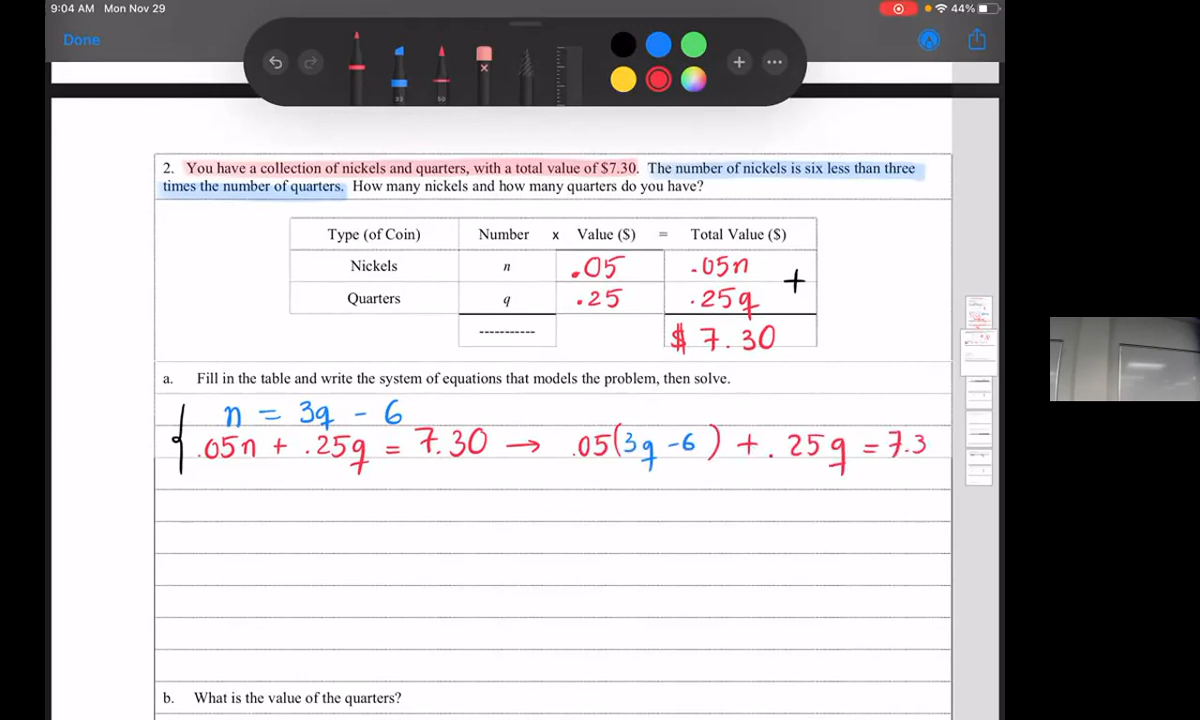 9:04 AM Mon Nov 29
44%
Done
2. You have a collection of nickels and quarters, with a total value of $7.30. The number of nickels is six less than three
times the number of quarters. How many nickels and how many quarters do you have?
Type (of Coin) Number x Value ($) = Total Value ($)
Nickels n .05 .05n
+
Quarters q .25 .25q
----------- $ 7.30
a. Fill in the table and write the system of equations that models the problem, then solve.
n = 3q - 6
.05n + .25q = 7.30 → .05(3q -6) + .25q = 7.3
b. What is the value of the quarters?